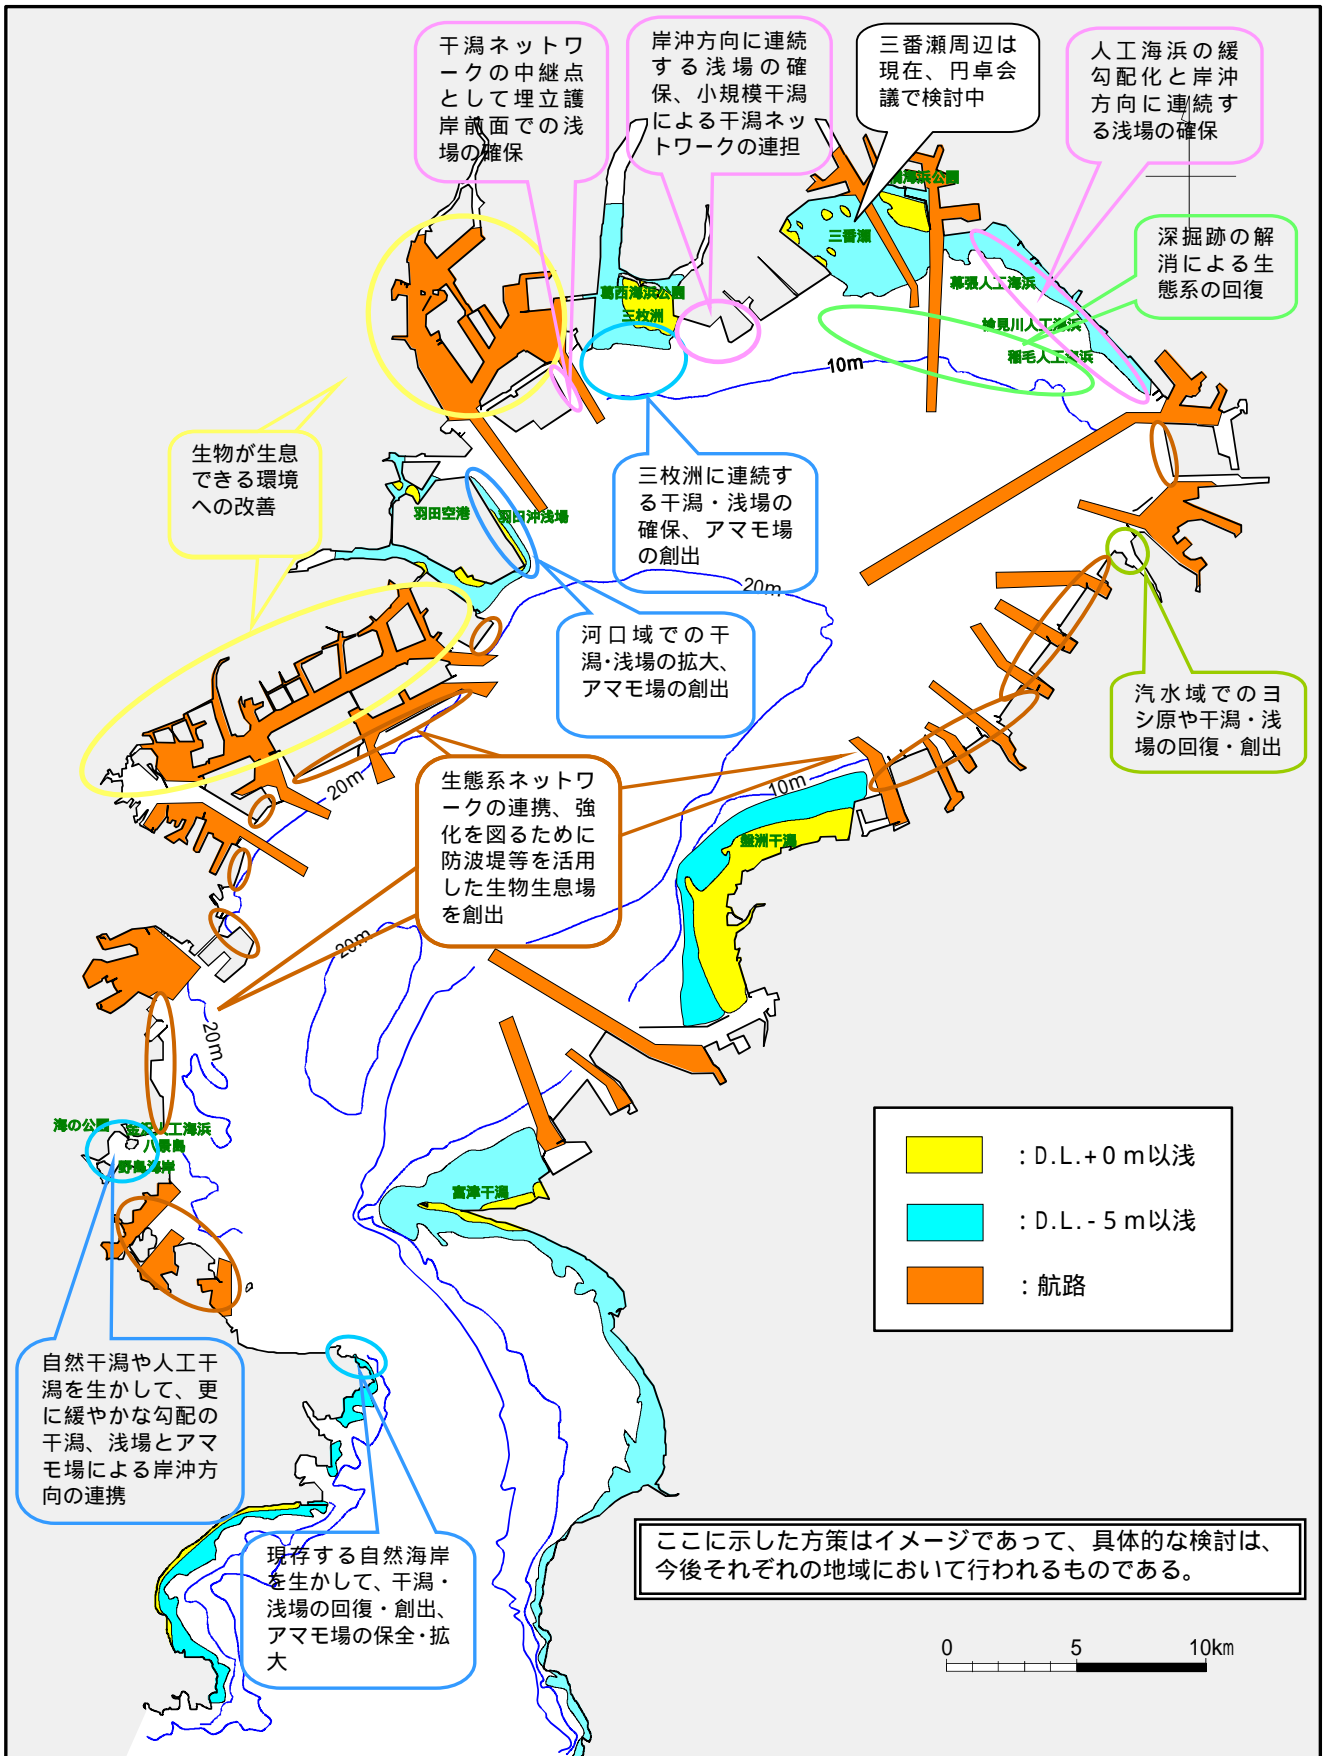 干潟ネットワ
ークの中継点
として埋立護
岸前面での浅
場の確保
岸沖方向に連続
する浅場の確
保、小規模干潟
による干潟ネッ
トワークの連担
三番瀬周辺は
現在、円卓会
議で検討中
人工海浜の緩
勾配化と岸沖
方向に連続す
る浅場の確保
深掘跡の解
消による生
態系の回復
海浜公園
三番瀬
幕張人工海浜
検見川人工海浜
稲毛人工海浜
葛西海浜公園
三枚洲
10m
生物が生息
できる環境
への改善
三枚洲に連続す
る干潟・浅場の
確保、アマモ場
の創出
羽田空港
羽田沖浅場
20m
河口域での干
潟・浅場の拡大、
アマモ場の創出
汽水域でのヨ
シ原や干潟・浅
場の回復・創出
生態系ネットワ
ークの連携、強
化を図るために
防波堤等を活用
した生物生息場
を創出
20m
10m
盤洲干潟
20m
20m
海の公園
金沢人工海浜
八景島
野島海岸
富津干潟
：D.L.+0m以浅
：D.L.-5m以浅
：航路
自然干潟や人工干
潟を生かして、更
に緩やかな勾配の
干潟、浅場とアマ
モ場による岸沖方
向の連携
現存する自然海岸
を生かして、干潟・
浅場の回復・創出、
アマモ場の保全・拡
大
ここに示した方策はイメージであって、具体的な検討は、
今後それぞれの地域において行われるものである。
0 5 10km